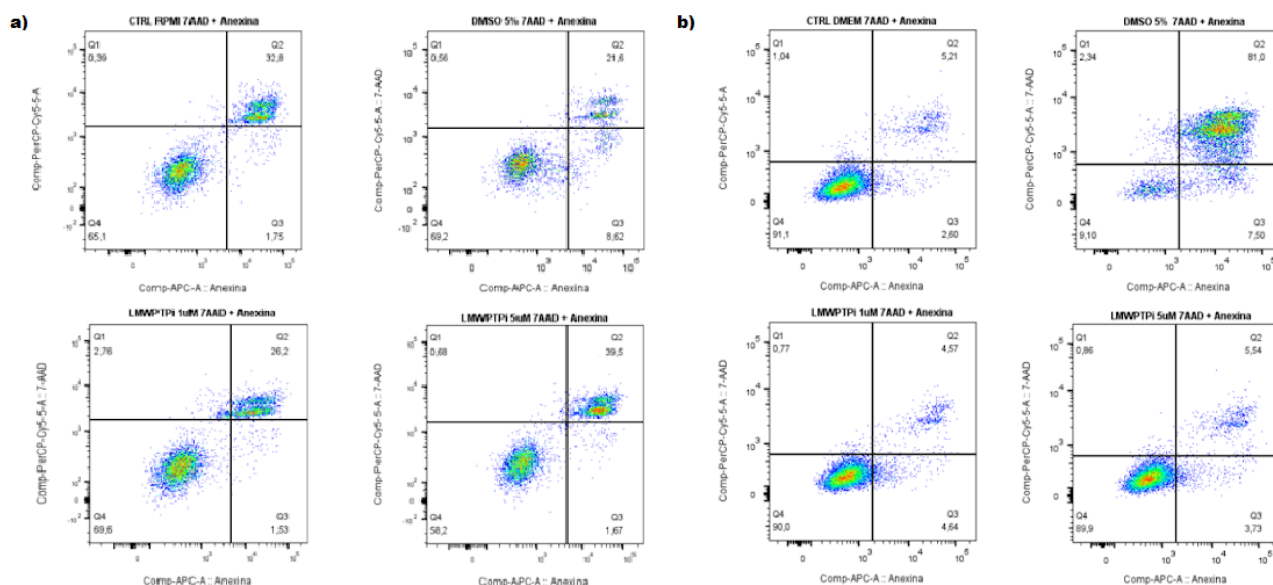 a)
CTRL RPMI 7AAD + Anexina
Q1
0,39
Q2
32,8
Q4
65,1
Q3
1,75
Comp-PerCP-Cy5-5-A
Comp-APC-A :: Anexina
DMSO 5% 7AAD + Anexina
Q1
0,56
Q2
21,6
Q4
69,2
Q3
8,62
Comp-PerCP-Cy5-5-A :: 7-AAD
Comp-APC-A :: Anexina
LMWPTPi 1uM 7AAD + Anexina
Q1
2,76
Q2
26,2
Q4
69,6
Q3
1,53
Comp-PerCP-Cy5-5-A :: 7-AAD
Comp-APC-A :: Anexina
LMWPTPi 5uM 7AAD + Anexina
Q1
0,68
Q2
39,5
Q4
58,2
Q3
1,67
Comp-PerCP-Cy5-5-A :: 7-AAD
Comp-APC-A :: Anexina
b)
CTRL DMEM 7AAD + Anexina
Q1
1,04
Q2
5,21
Q4
91,1
Q3
2,60
Comp-PerCP-Cy5-5-A :: 7-AAD
Comp-APC-A :: Anexina
DMSO 5% 7AAD + Anexina
Q1
2,34
Q2
81,0
Q4
9,10
Q3
7,50
Comp-PerCP-Cy5-5-A :: 7-AAD
Comp-APC-A :: Anexina
LMWPTPi 1uM 7AAD + Anexina
Q1
0,77
Q2
4,57
Q4
90,0
Q3
4,64
Comp-PerCP-Cy5-5-A :: 7-AAD
Comp-APC-A :: Anexina
LMWPTPi 5uM 7AAD + Anexina
Q1
0,86
Q2
5,54
Q4
89,9
Q3
3,73
Comp-PerCP-Cy5-5-A :: 7-AAD
Comp-APC-A :: Anexina